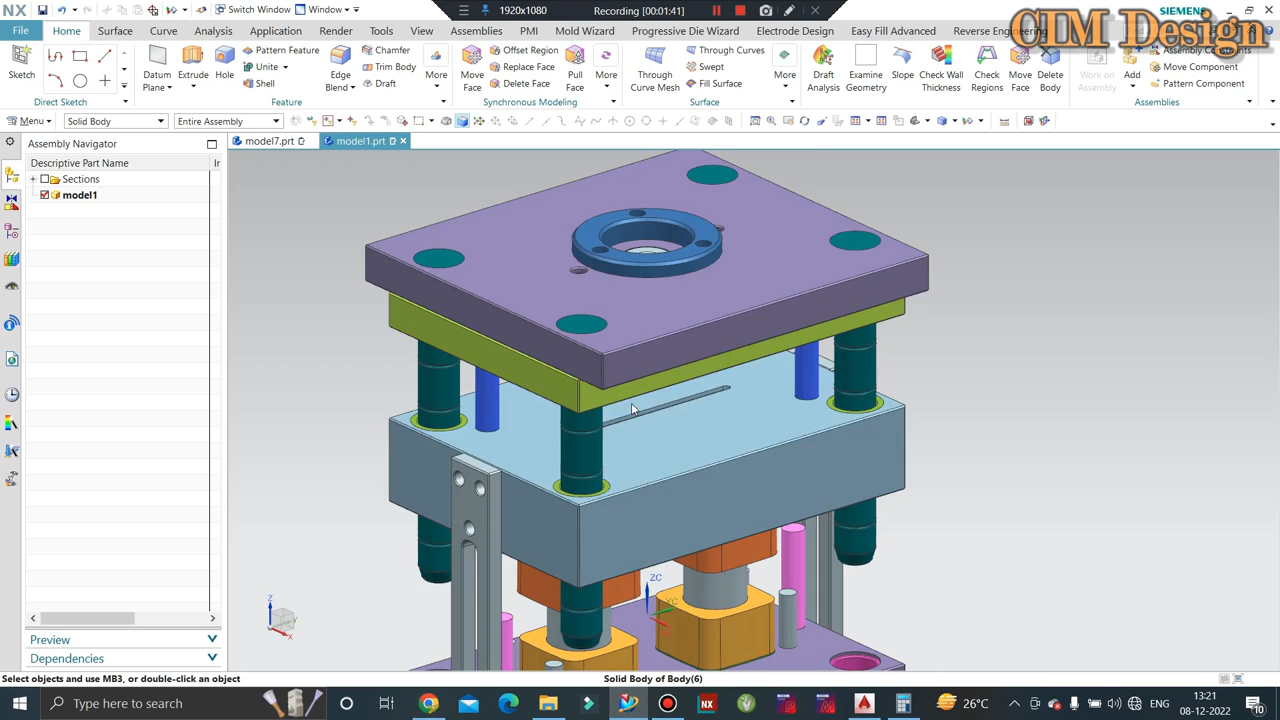 NX
Switch Window
Window
1920x1080
Recording [00:01:41]
SIEMENS
CIM Design
File
Home
Surface
Curve
Analysis
Application
Render
Tools
View
Assemblies
PMI
Mold Wizard
Progressive Die Wizard
Electrode Design
Easy Fill Advanced
Reverse Engineering
Sketch
Direct Sketch
Datum Plane
Extrude
Hole
Pattern Feature
Unite
Shell
Edge Blend
Chamfer
Trim Body
Draft
More
Feature
Move Face
Offset Region
Replace Face
Delete Face
Pull Face
More
Synchronous Modeling
Through Curve Mesh
Through Curves
Swept
Fill Surface
More
Surface
Draft Analysis
Examine Geometry
Slope
Check Wall Thickness
Check Regions
Move Face
Delete Body
Work on Assembly
Add
Assembly Constraints
Move Component
Pattern Component
Assemblies
Menu
Solid Body
Entire Assembly
Assembly Navigator
model7.prt
model1.prt
Descriptive Part Name
Ir
Sections
model1
ZC
YC
Z
X
Preview
Dependencies
Select objects and use MB3, or double-click an object
Solid Body of Body(6)
Type here to search
26°C
ENG
13:21
08-12-2022